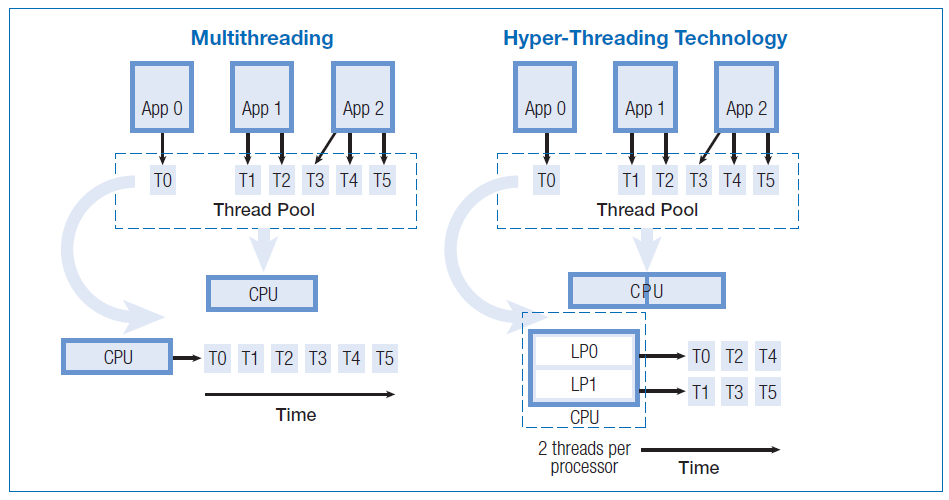 Multithreading
App 0 App 1 App 2
T0 T1 T2 T3 T4 T5
Thread Pool
CPU
CPU T0 T1 T2 T3 T4 T5
Time
Hyper-Threading Technology
App 0 App 1 App 2
T0 T1 T2 T3 T4 T5
Thread Pool
CPU
LP0 T0 T2 T4
LP1 T1 T3 T5
CPU
2 threads per
processor
Time